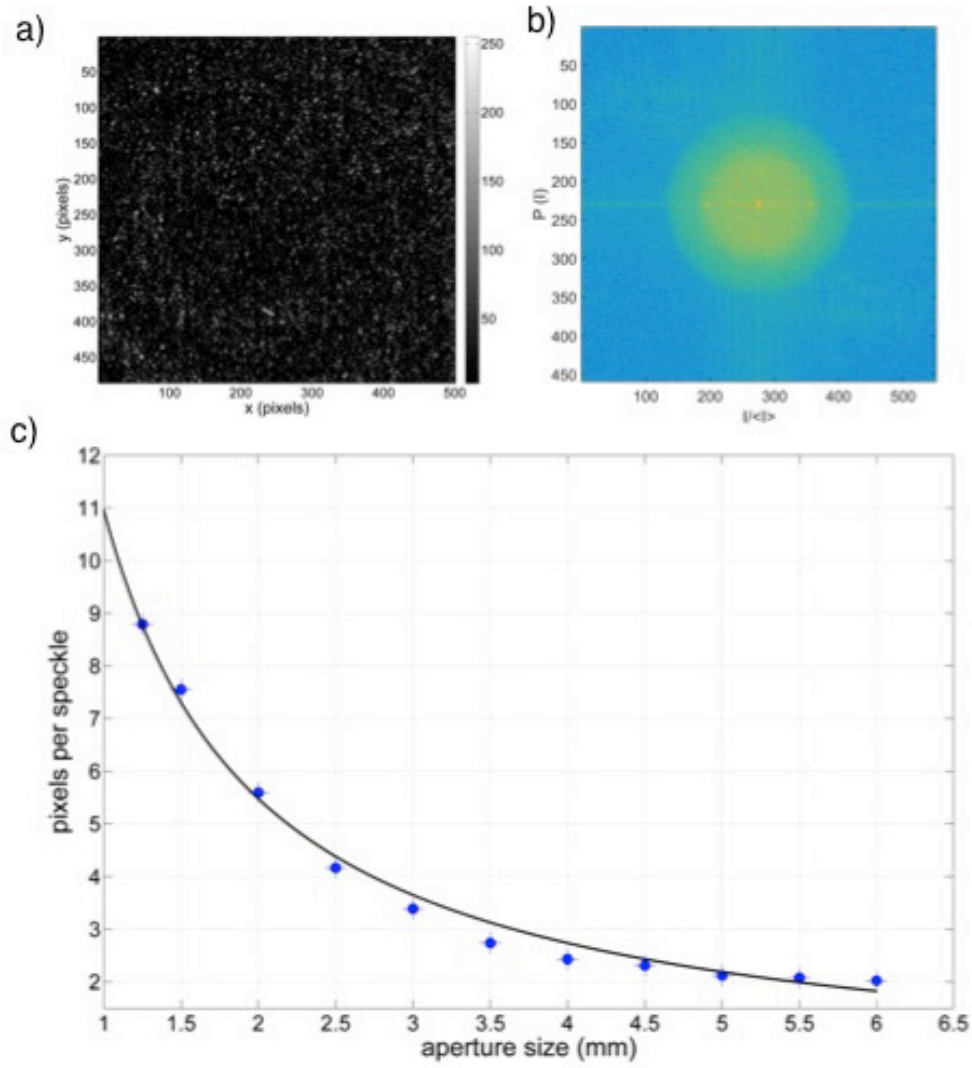 a)
50
100
150
200
250
300
350
400
450
y (pixels)
100 200 300 400 500
x (pixels)
250
200
150
100
50
b)
50
100
150
200
250
300
350
400
450
P (I)
100 200 300 400 500
I/<I>
c)
12
11
10
9
8
7
6
5
4
3
2
pixels per speckle
1 1.5 2 2.5 3 3.5 4 4.5 5 5.5 6 6.5
aperture size (mm)